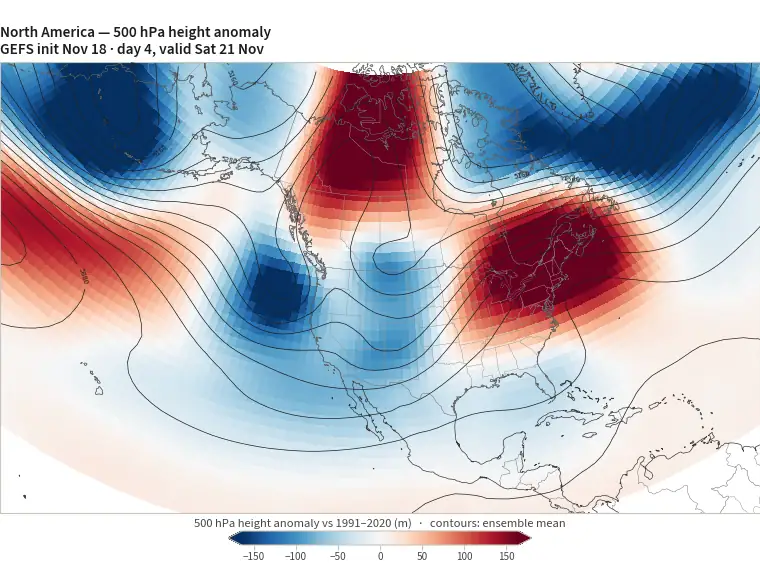 North America — 500 hPa height anomaly
GEFS init Nov 18 · day 4, valid Sat 21 Nov
500 hPa height anomaly vs 1991–2020 (m) · contours: ensemble mean
−150 −100 −50 0 50 100 150